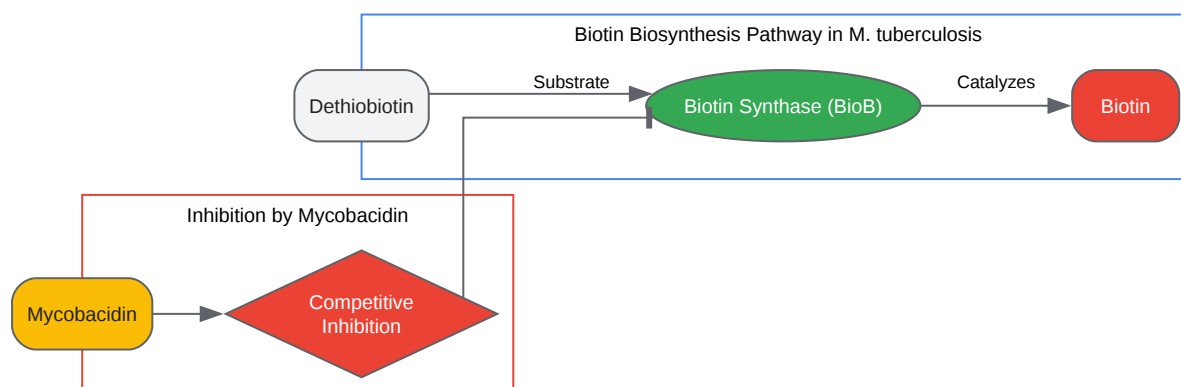 Biotin Biosynthesis Pathway in M. tuberculosis
Dethiobiotin
Substrate
Biotin Synthase (BioB)
Catalyzes
Biotin
Inhibition by Mycobacidin
Mycobacidin
Competitive
Inhibition